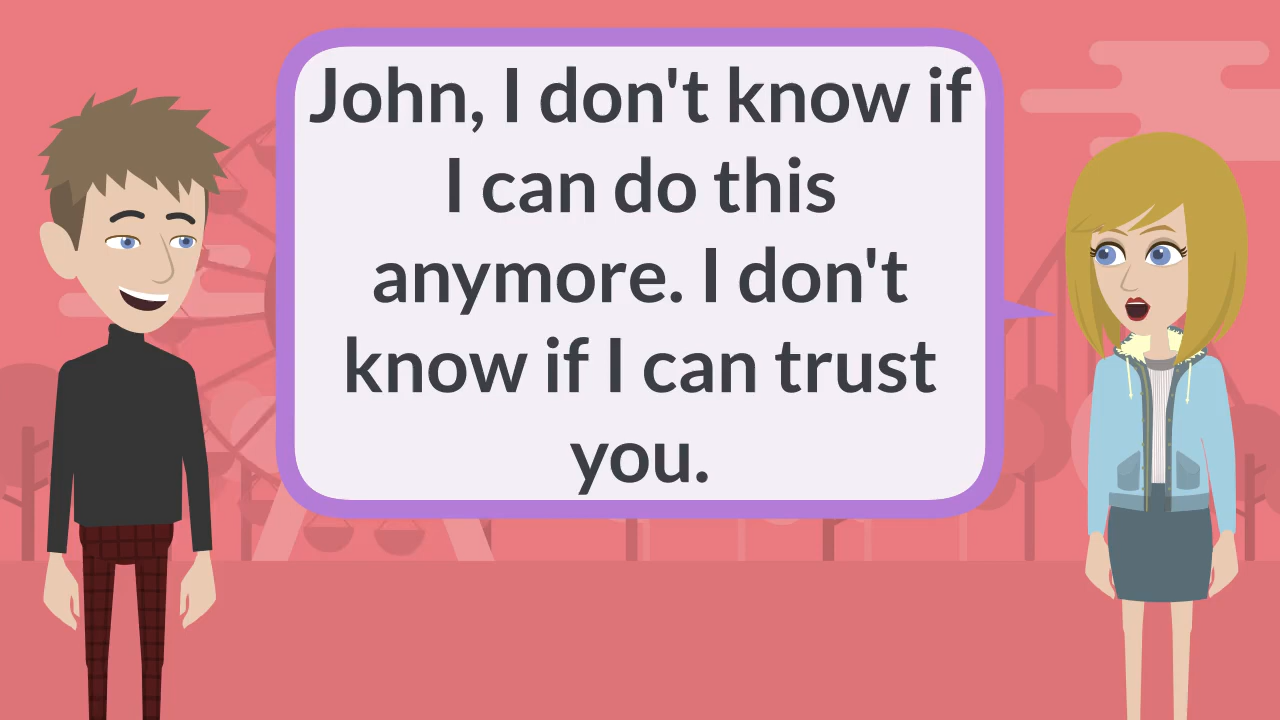 John, I don't know if
I can do this
anymore. I don't
know if I can trust
you.